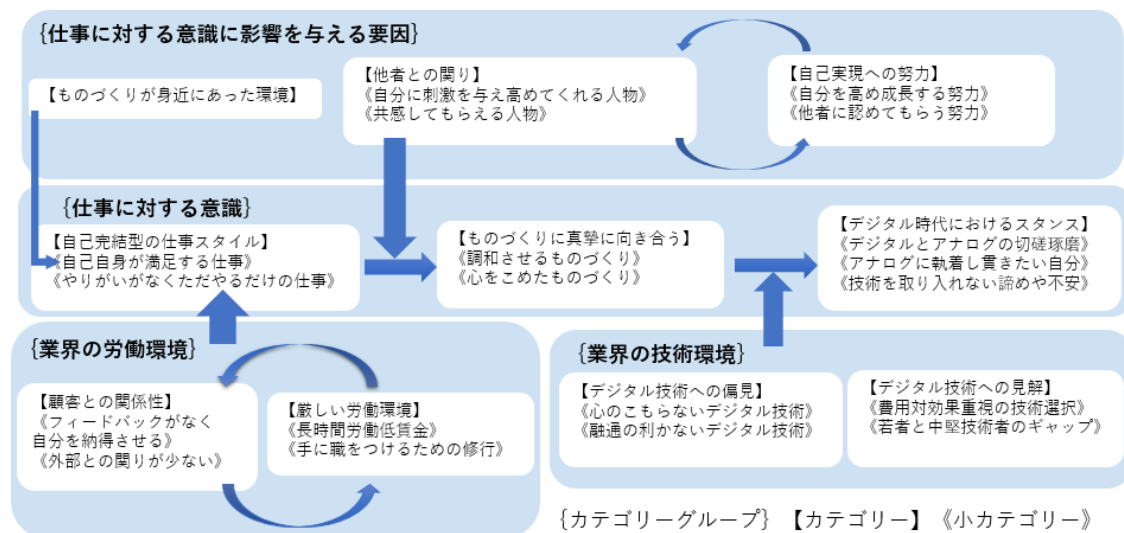 {仕事に対する意識に影響を与える要因}
【ものづくりが身近にあった環境】
【他者との関り】
《自分に刺激を与え高めてくれる人物》
《共感してもらえる人物》
【自己実現への努力】
《自分を高め成長する努力》
《他者に認めてもらう努力》
{仕事に対する意識}
【自己完結型の仕事スタイル】
《自己自身が満足する仕事》
《やりがいがなくただやるだけの仕事》
【ものづくりに真摯に向き合う】
《調和させるものづくり》
《心をこめたものづくり》
【デジタル時代におけるスタンス】
《デジタルとアナログの切磋琢磨》
《アナログに執着し貫きたい自分》
《技術を取り入れない諦めや不安》
{業界の労働環境}
【顧客との関係性】
《フィードバックがなく
自分を納得させる》
《外部との関りが少ない》
【厳しい労働環境】
《長時間労働低賃金》
《手に職をつけるための修行》
{業界の技術環境}
【デジタル技術への偏見】
《心のこもらないデジタル技術》
《融通の利かないデジタル技術》
【デジタル技術への見解】
《費用対効果重視の技術選択》
《若者と中堅技術者のギャップ》
{カテゴリーグループ} 【カテゴリー】《小カテゴリー》